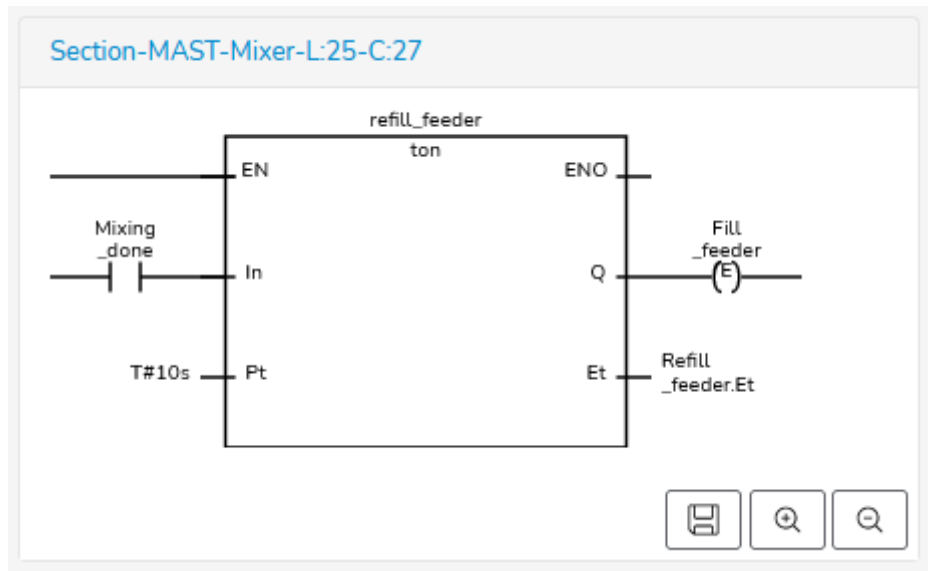 Section-MAST-Mixer-L:25-C:27
refill_feeder
ton
EN
ENO
Mixing
_done
In
Q
Fill
_feeder
(E)
T#10s
Pt
Et
Refill
_feeder.Et